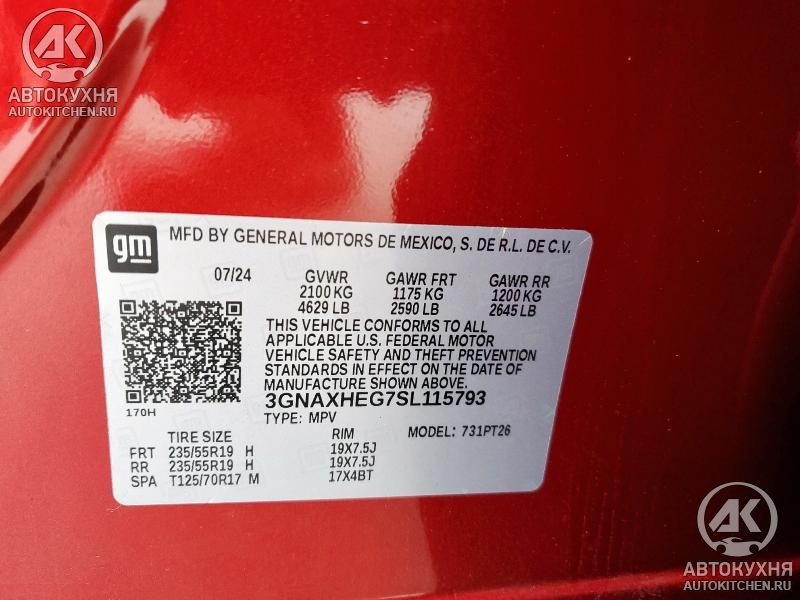 AK
АВТОКУХНЯ
AUTOKITCHEN.RU
gm
MFD BY GENERAL MOTORS DE MEXICO, S. DE R.L. DE C.V.
07/24 GVWR GAWR FRT GAWR RR
2100 KG 1175 KG 1200 KG
4629 LB 2590 LB 2645 LB
THIS VEHICLE CONFORMS TO ALL
APPLICABLE U.S. FEDERAL MOTOR
VEHICLE SAFETY AND THEFT PREVENTION
STANDARDS IN EFFECT ON THE DATE OF
MANUFACTURE SHOWN ABOVE.
170H
3GNAXHEG7SL115793
TYPE: MPV MODEL: 731PT26
TIRE SIZE RIM
FRT 235/55R19 H 19X7.5J
RR 235/55R19 H 19X7.5J
SPA T125/70R17 M 17X4BT
AK
АВТОКУХНЯ
AUTOKITCHEN.RU